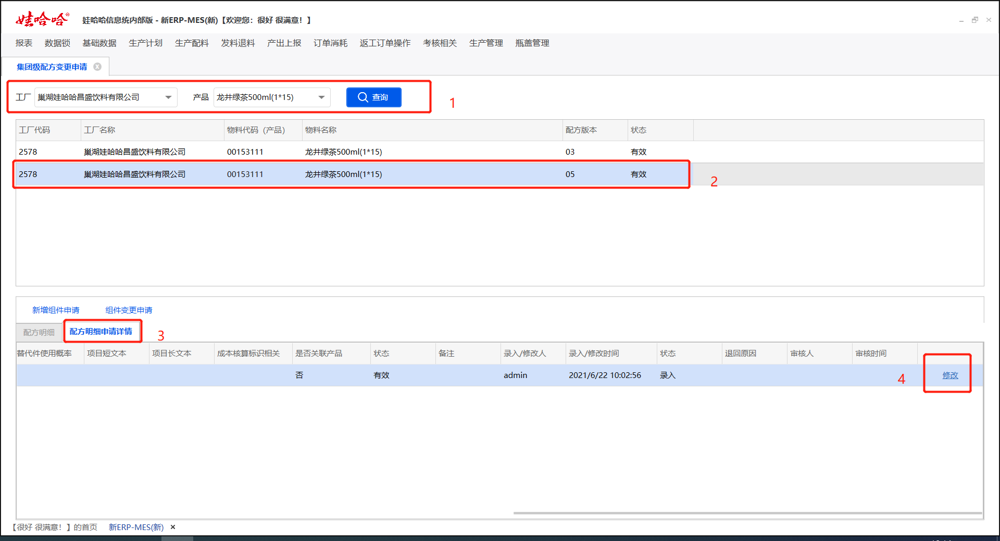 娃哈哈® 娃哈哈信息统内部版 - 新ERP-MES(新)【欢迎您：很好 很满意！】
报表 数据锁 基础数据 生产计划 生产配料 发料退料 产出上报 订单消耗 返工订单操作 考核相关 生产管理 瓶盖管理
集团级配方变更申请
工厂 巢湖娃哈哈昌盛饮料有限公司 产品 龙井绿茶500ml(1*15) 查询 1
工厂代码 工厂名称 物料代码（产品） 物料名称 配方版本 状态
2578 巢湖娃哈哈昌盛饮料有限公司 00153111 龙井绿茶500ml(1*15) 03 有效
2578 巢湖娃哈哈昌盛饮料有限公司 00153111 龙井绿茶500ml(1*15) 05 有效 2
新增组件申请 组件变更申请
配方明细 配方明细申请详情 3
替代件使用概率 项目短文本 项目长文本 成本核算标识相关 是否关联产品 状态 备注 录入/修改人 录入/修改时间 状态 退回原因 审核人 审核时间
否 有效 admin 2021/6/22 10:02:56 录入 4 修改
【很好 很满意！】的首页 新ERP-MES(新) ×